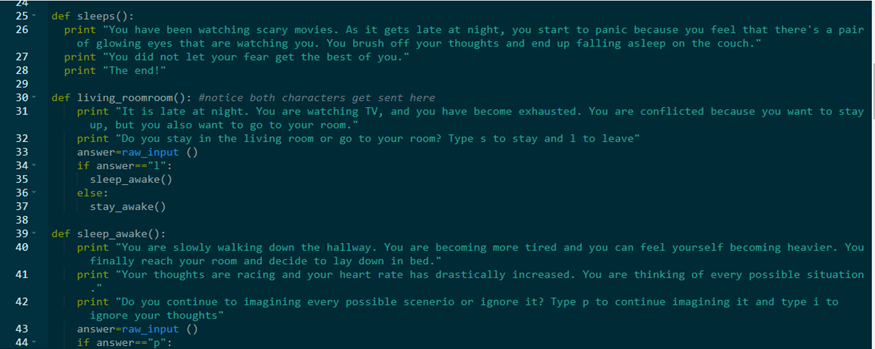 24
25 def sleeps():
26 print "You have been watching scary movies. As it gets late at night, you start to panic because you feel that there's a pair
of glowing eyes that are watching you. You brush off your thoughts and end up falling asleep on the couch."
27 print "You did not let your fear get the best of you."
28 print "The end!"
29
30 def living_roomroom(): #notice both characters get sent here
31 print "It is late at night. You are watching TV, and you have become exhausted. You are conflicted because you want to stay
up, but you also want to go to your room."
32 print "Do you stay in the living room or go to your room? Type s to stay and l to leave"
33 answer=raw_input ()
34 if answer=="l":
35 sleep_awake()
36 else:
37 stay_awake()
38
39 def sleep_awake():
40 print "You are slowly walking down the hallway. You are becoming more tired and you can feel yourself becoming heavier. You
finally reach your room and decide to lay down in bed."
41 print "Your thoughts are racing and your heart rate has drastically increased. You are thinking of every possible situation
."
42 print "Do you continue to imagining every possible scenerio or ignore it? Type p to continue imagining it and type i to
ignore your thoughts"
43 answer=raw_input ()
44 if answer=="p":